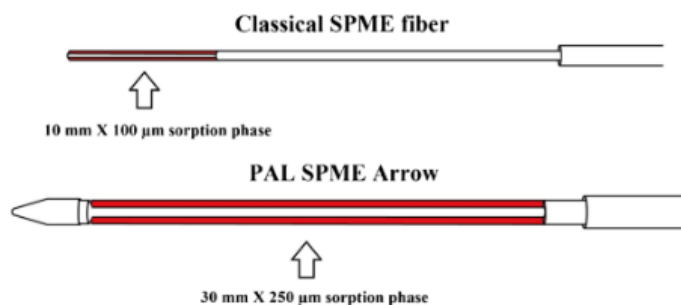 Classical SPME fiber
10 mm X 100 μm sorption phase
PAL SPME Arrow
30 mm X 250 μm sorption phase